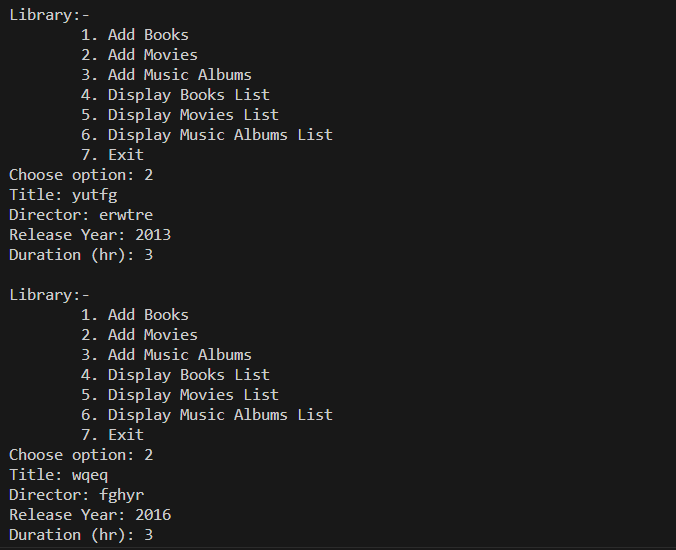 Library:-
1. Add Books
2. Add Movies
3. Add Music Albums
4. Display Books List
5. Display Movies List
6. Display Music Albums List
7. Exit
Choose option: 2
Title: yutfg
Director: erwtre
Release Year: 2013
Duration (hr): 3
Library:-
1. Add Books
2. Add Movies
3. Add Music Albums
4. Display Books List
5. Display Movies List
6. Display Music Albums List
7. Exit
Choose option: 2
Title: wqeq
Director: fghyr
Release Year: 2016
Duration (hr): 3